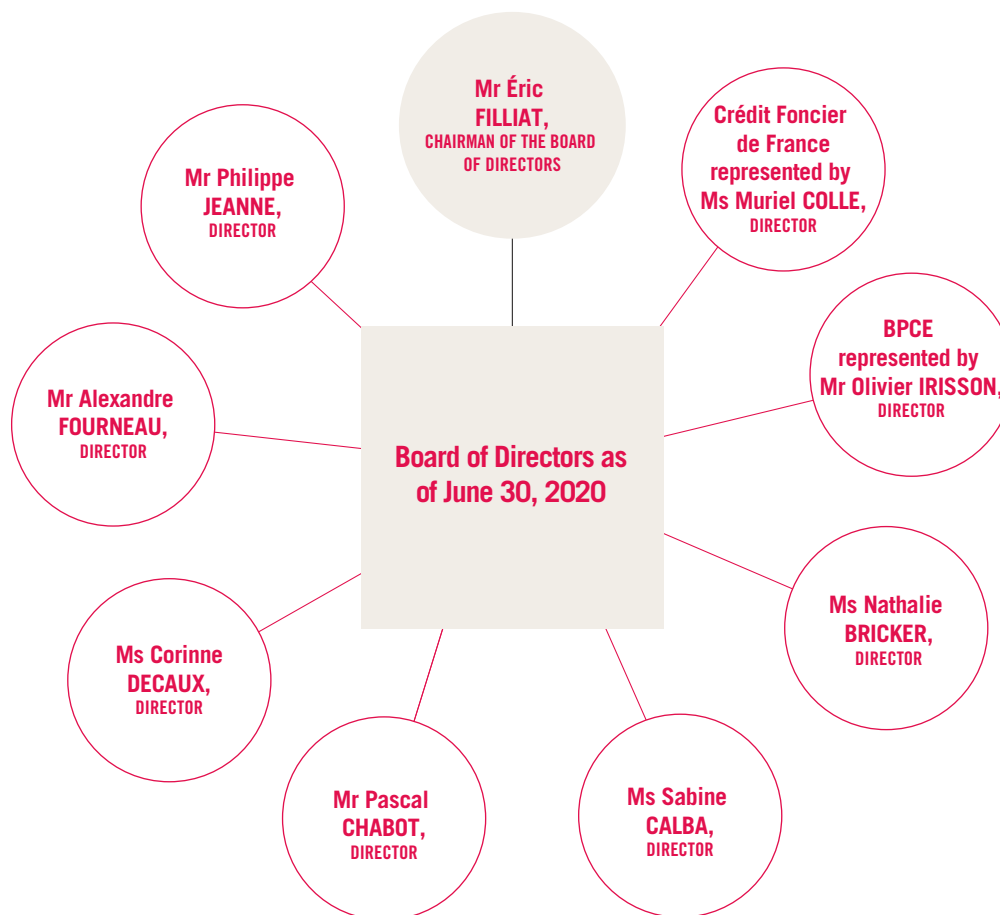 Mr Éric
FILLIAT,
CHAIRMAN OF THE BOARD
OF DIRECTORS
Crédit Foncier
de France
represented by
Ms Muriel COLLE,
DIRECTOR
Mr Philippe
JEANNE,
DIRECTOR
BPCE
represented by
Mr Olivier IRISSON,
DIRECTOR
Mr Alexandre
FOURNEAU,
DIRECTOR
Board of Directors as
of June 30, 2020
Ms Nathalie
BRICKER,
DIRECTOR
Ms Corinne
DECAUX,
DIRECTOR
Mr Pascal
CHABOT,
DIRECTOR
Ms Sabine
CALBA,
DIRECTOR